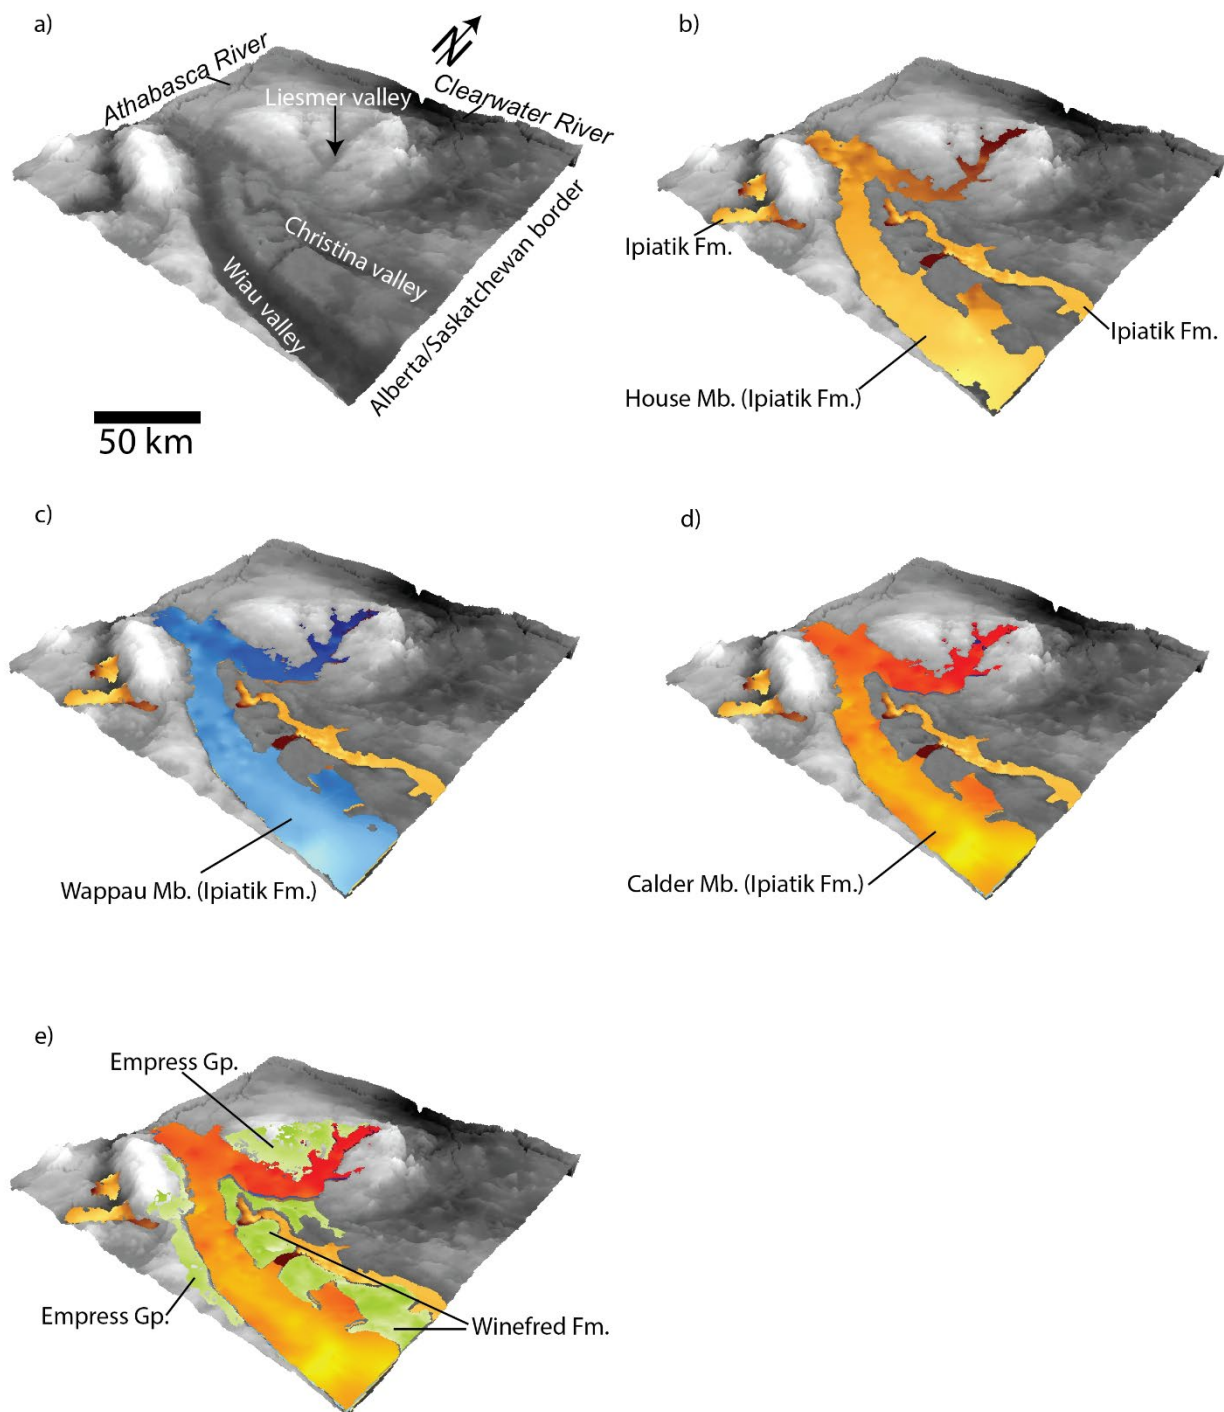 a)
Athabasca River
N
Liesmer valley
Clearwater River
Christina valley
Wiau valley
Alberta/Saskatchewan border
50 km
b)
Ipiatik Fm.
Ipiatik Fm.
House Mb. (Ipiatik Fm.)
c)
Wappau Mb. (Ipiatik Fm.)
d)
Calder Mb. (Ipiatik Fm.)
e)
Empress Gp.
Empress Gp.
Winefred Fm.